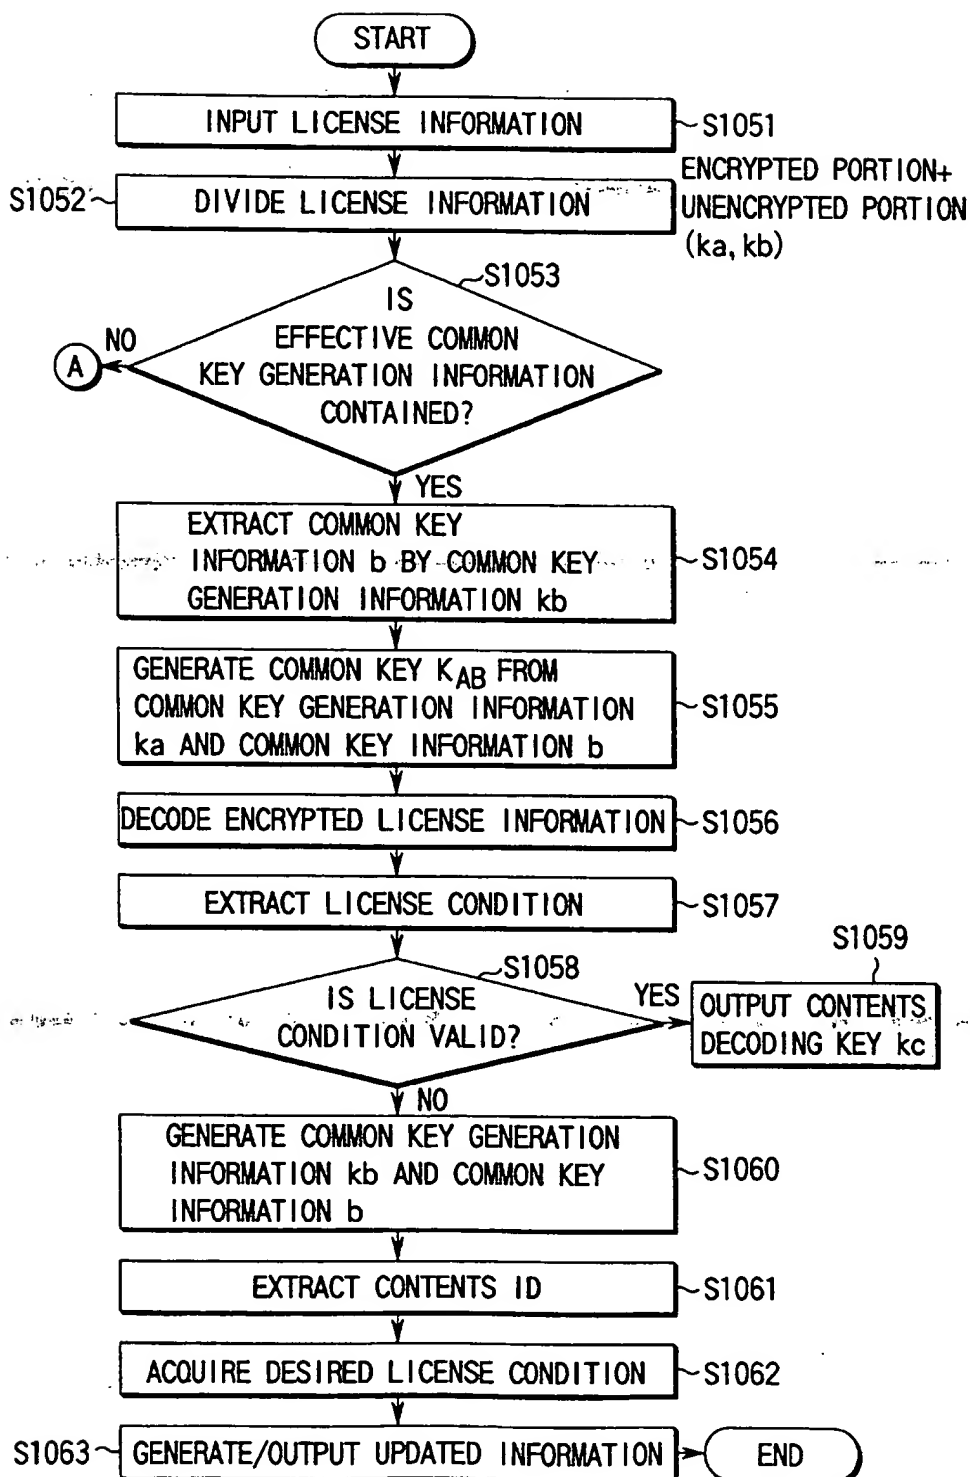 START
INPUT LICENSE INFORMATION
S1051
S1052
DIVIDE LICENSE INFORMATION
ENCRYPTED PORTION+
UNENCRYPTED PORTION
(ka, kb)
S1053
IS
EFFECTIVE COMMON
KEY GENERATION INFORMATION
CONTAINED?
NO
A
YES
EXTRACT COMMON KEY
INFORMATION b BY COMMON KEY
GENERATION INFORMATION kb
S1054
GENERATE COMMON KEY KAB FROM
COMMON KEY GENERATION INFORMATION
ka AND COMMON KEY INFORMATION b
S1055
DECODE ENCRYPTED LICENSE INFORMATION
S1056
EXTRACT LICENSE CONDITION
S1057
S1058
IS LICENSE
CONDITION VALID?
YES
S1059
OUTPUT CONTENTS
DECODING KEY kc
NO
GENERATE COMMON KEY GENERATION
INFORMATION kb AND COMMON KEY
INFORMATION b
S1060
EXTRACT CONTENTS ID
S1061
ACQUIRE DESIRED LICENSE CONDITION
S1062
S1063
GENERATE/OUTPUT UPDATED INFORMATION
END